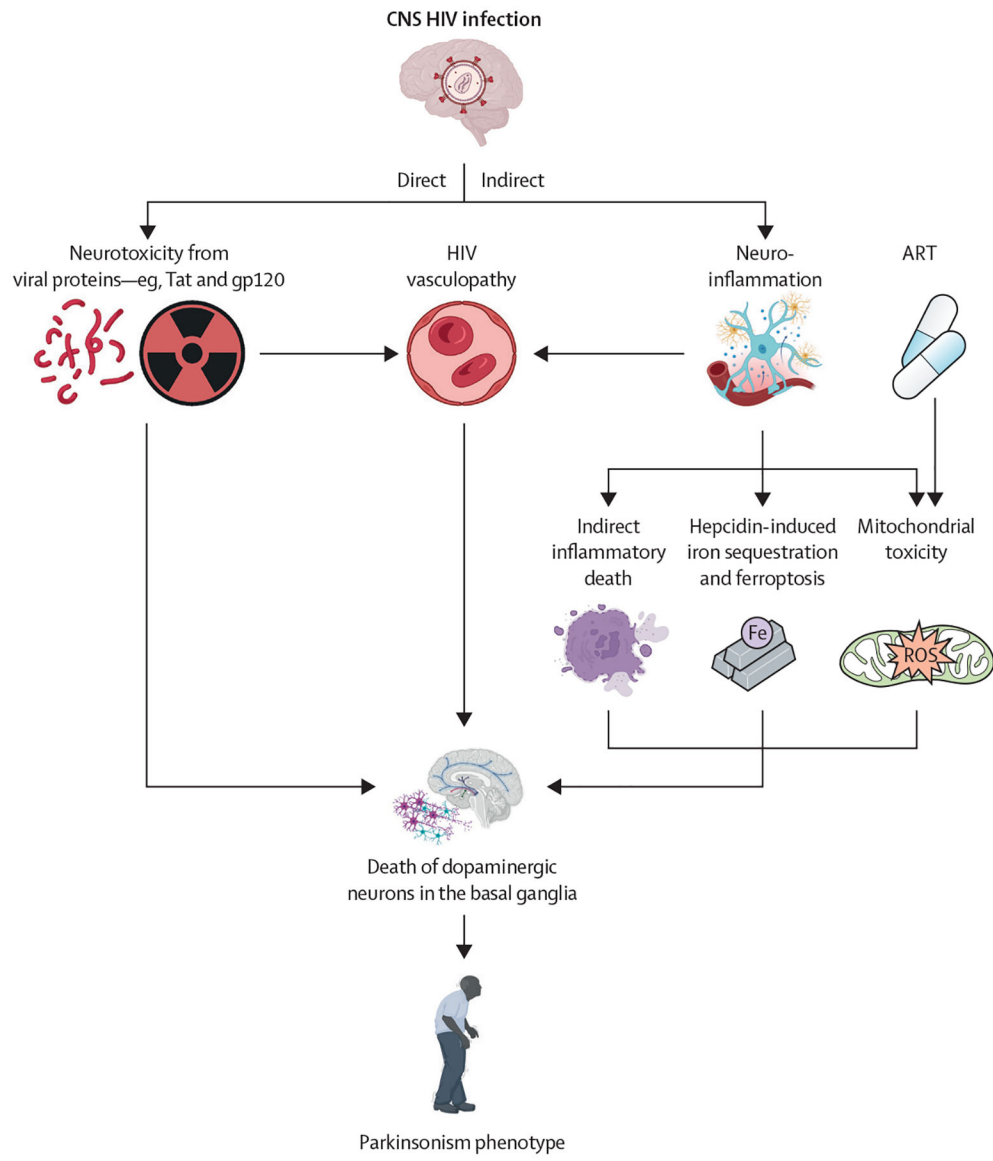 CNS HIV infection
Direct
Indirect
Neurotoxicity from
viral proteins—eg, Tat and gp120
HIV
vasculopathy
Neuro-
inflammation
ART
Indirect
inflammatory
death
Hepcidin-induced
iron sequestration
and ferroptosis
Mitochondrial
toxicity
Fe
ROS
Death of dopaminergic
neurons in the basal ganglia
Parkinsonism phenotype